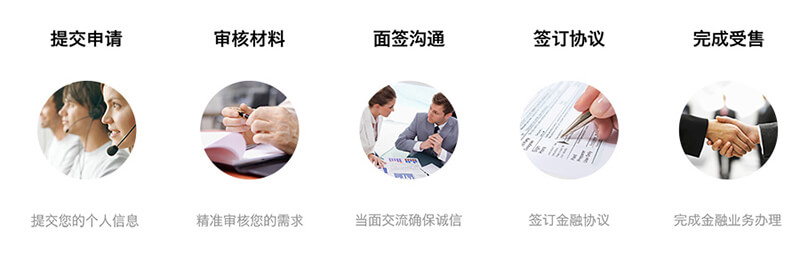 提交申请
审核材料
面签沟通
签订协议
完成受售
提交您的个人信息
精准审核您的需求
当面交流确保诚信
签订金融协议
完成金融业务办理